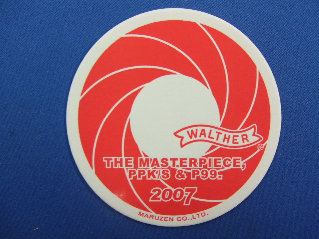 WALTHER
THE MASTERPIECE,
PPK/S & P99.
2007
MARUZEN CO.,LTD.